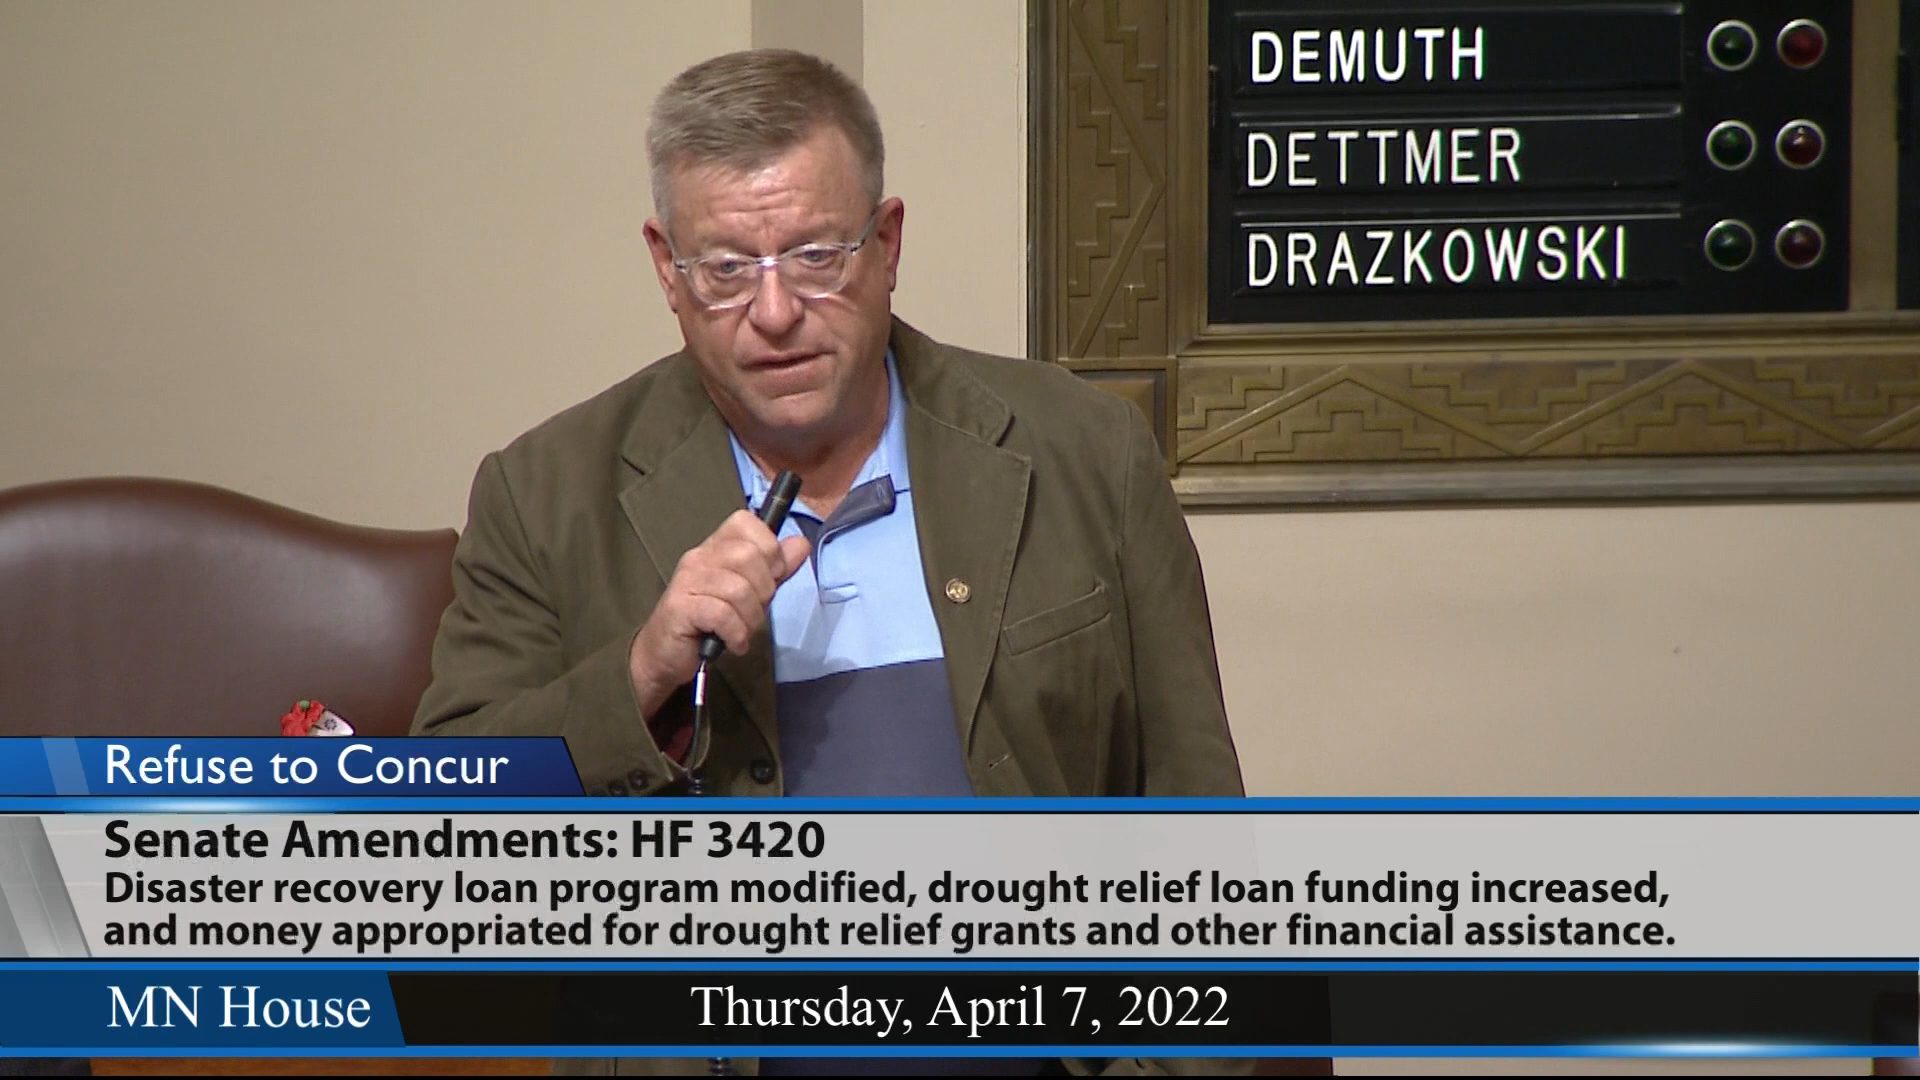 DEMUTH
DETTMER
DRAZKOWSKI
Refuse to Concur
Senate Amendments: HF 3420
Disaster recovery loan program modified, drought relief loan funding increased,
and money appropriated for drought relief grants and other financial assistance.
MN House
Thursday, April 7, 2022